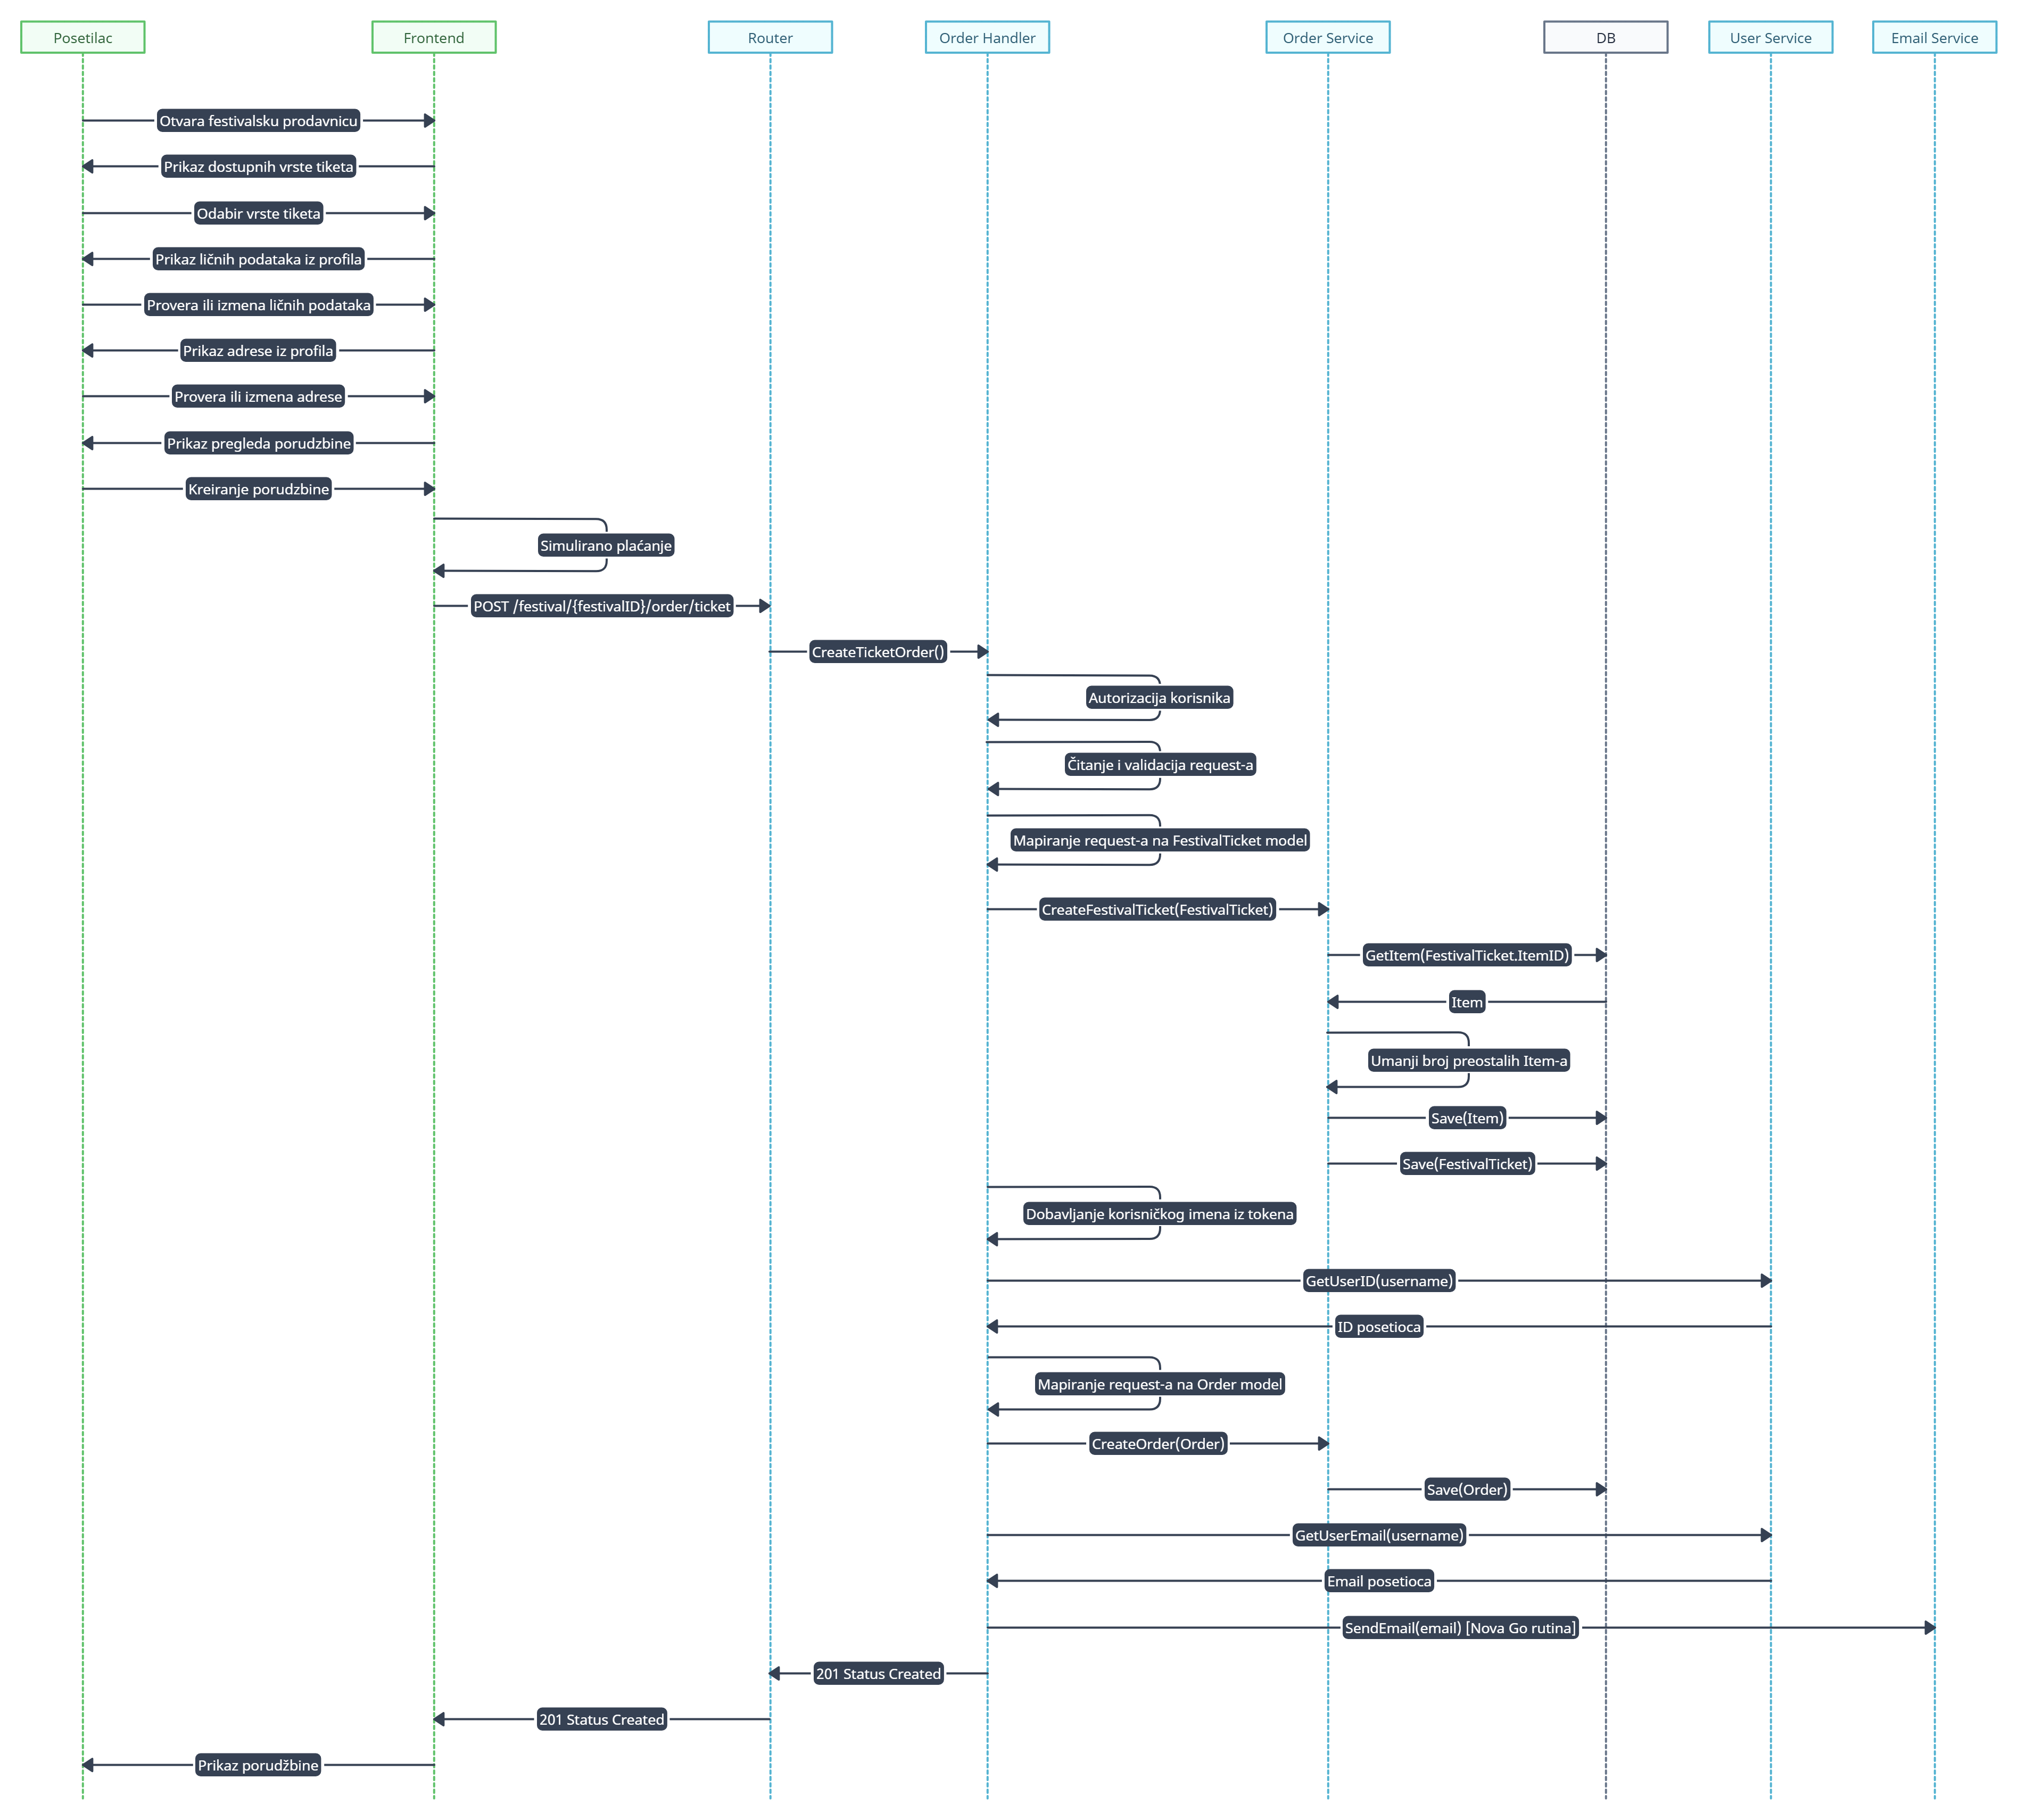 Posetilac
Frontend
Router
Order Handler
Order Service
DB
User Service
Email Service
Otvara festivalsku prodavnicu
Prikaz dostupnih vrste tiketa
Odabir vrste tiketa
Prikaz ličnih podataka iz profila
Provera ili izmena ličnih podataka
Prikaz adrese iz profila
Provera ili izmena adrese
Prikaz pregleda porudzbine
Kreiranje porudzbine
Simulirano plaćanje
POST /festival/{festivalID}/order/ticket
CreateTicketOrder()
Autorizacija korisnika
Čitanje i validacija request-a
Mapiranje request-a na FestivalTicket model
CreateFestivalTicket(FestivalTicket)
GetItem(FestivalTicket.ItemID)
Item
Umanji broj preostalih Item-a
Save(Item)
Save(FestivalTicket)
Dobavljanje korisničkog imena iz tokena
GetUserID(username)
ID posetioca
Mapiranje request-a na Order model
CreateOrder(Order)
Save(Order)
GetUserEmail(username)
Email posetioca
SendEmail(email) [Nova Go rutina]
201 Status Created
201 Status Created
Prikaz porudžbine